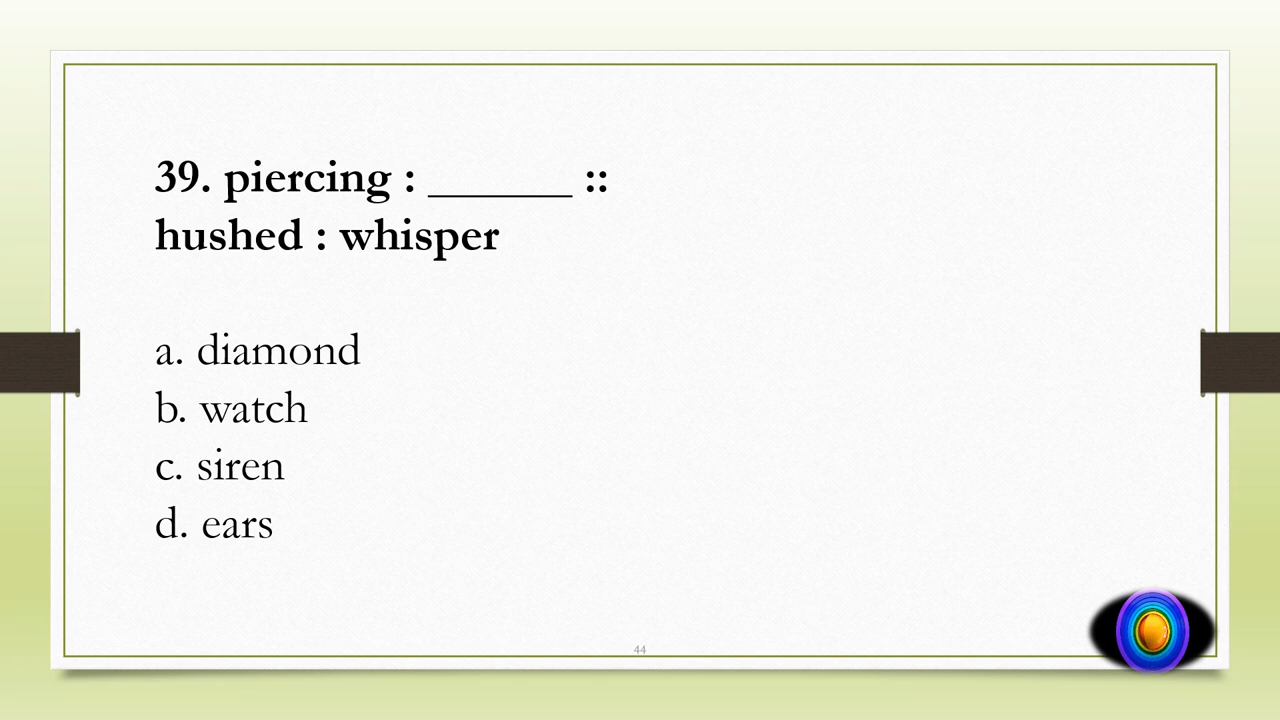 39. piercing : ______ ::
hushed : whisper
a. diamond
b. watch
c. siren
d. ears
44